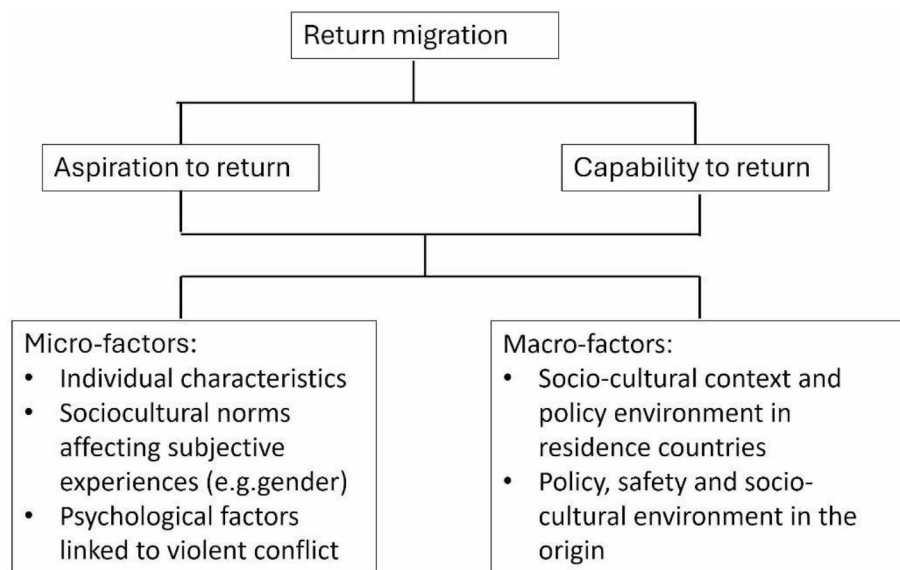 Return migration
Aspiration to return
Capability to return
Micro-factors:
• Individual characteristics
• Sociocultural norms
affecting subjective
experiences (e.g.gender)
• Psychological factors
linked to violent conflict
Macro-factors:
• Socio-cultural context and
policy environment in
residence countries
• Policy, safety and socio-
cultural environment in the
origin